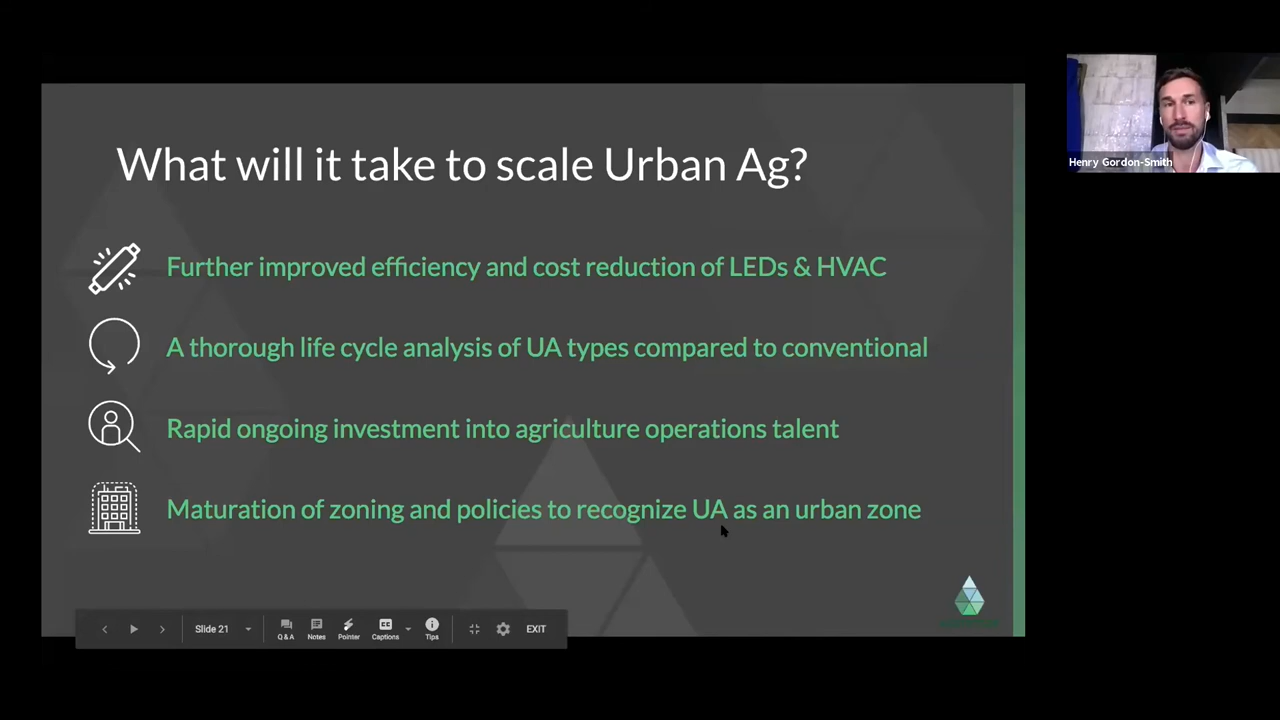 What will it take to scale Urban Ag?
Henry Gordon-Smith
Further improved efficiency and cost reduction of LEDs & HVAC
A thorough life cycle analysis of UA types compared to conventional
Rapid ongoing investment into agriculture operations talent
Maturation of zoning and policies to recognize UA as an urban zone
Slide 21
Q & A
Notes
Pointer
Captions
Tips
EXIT